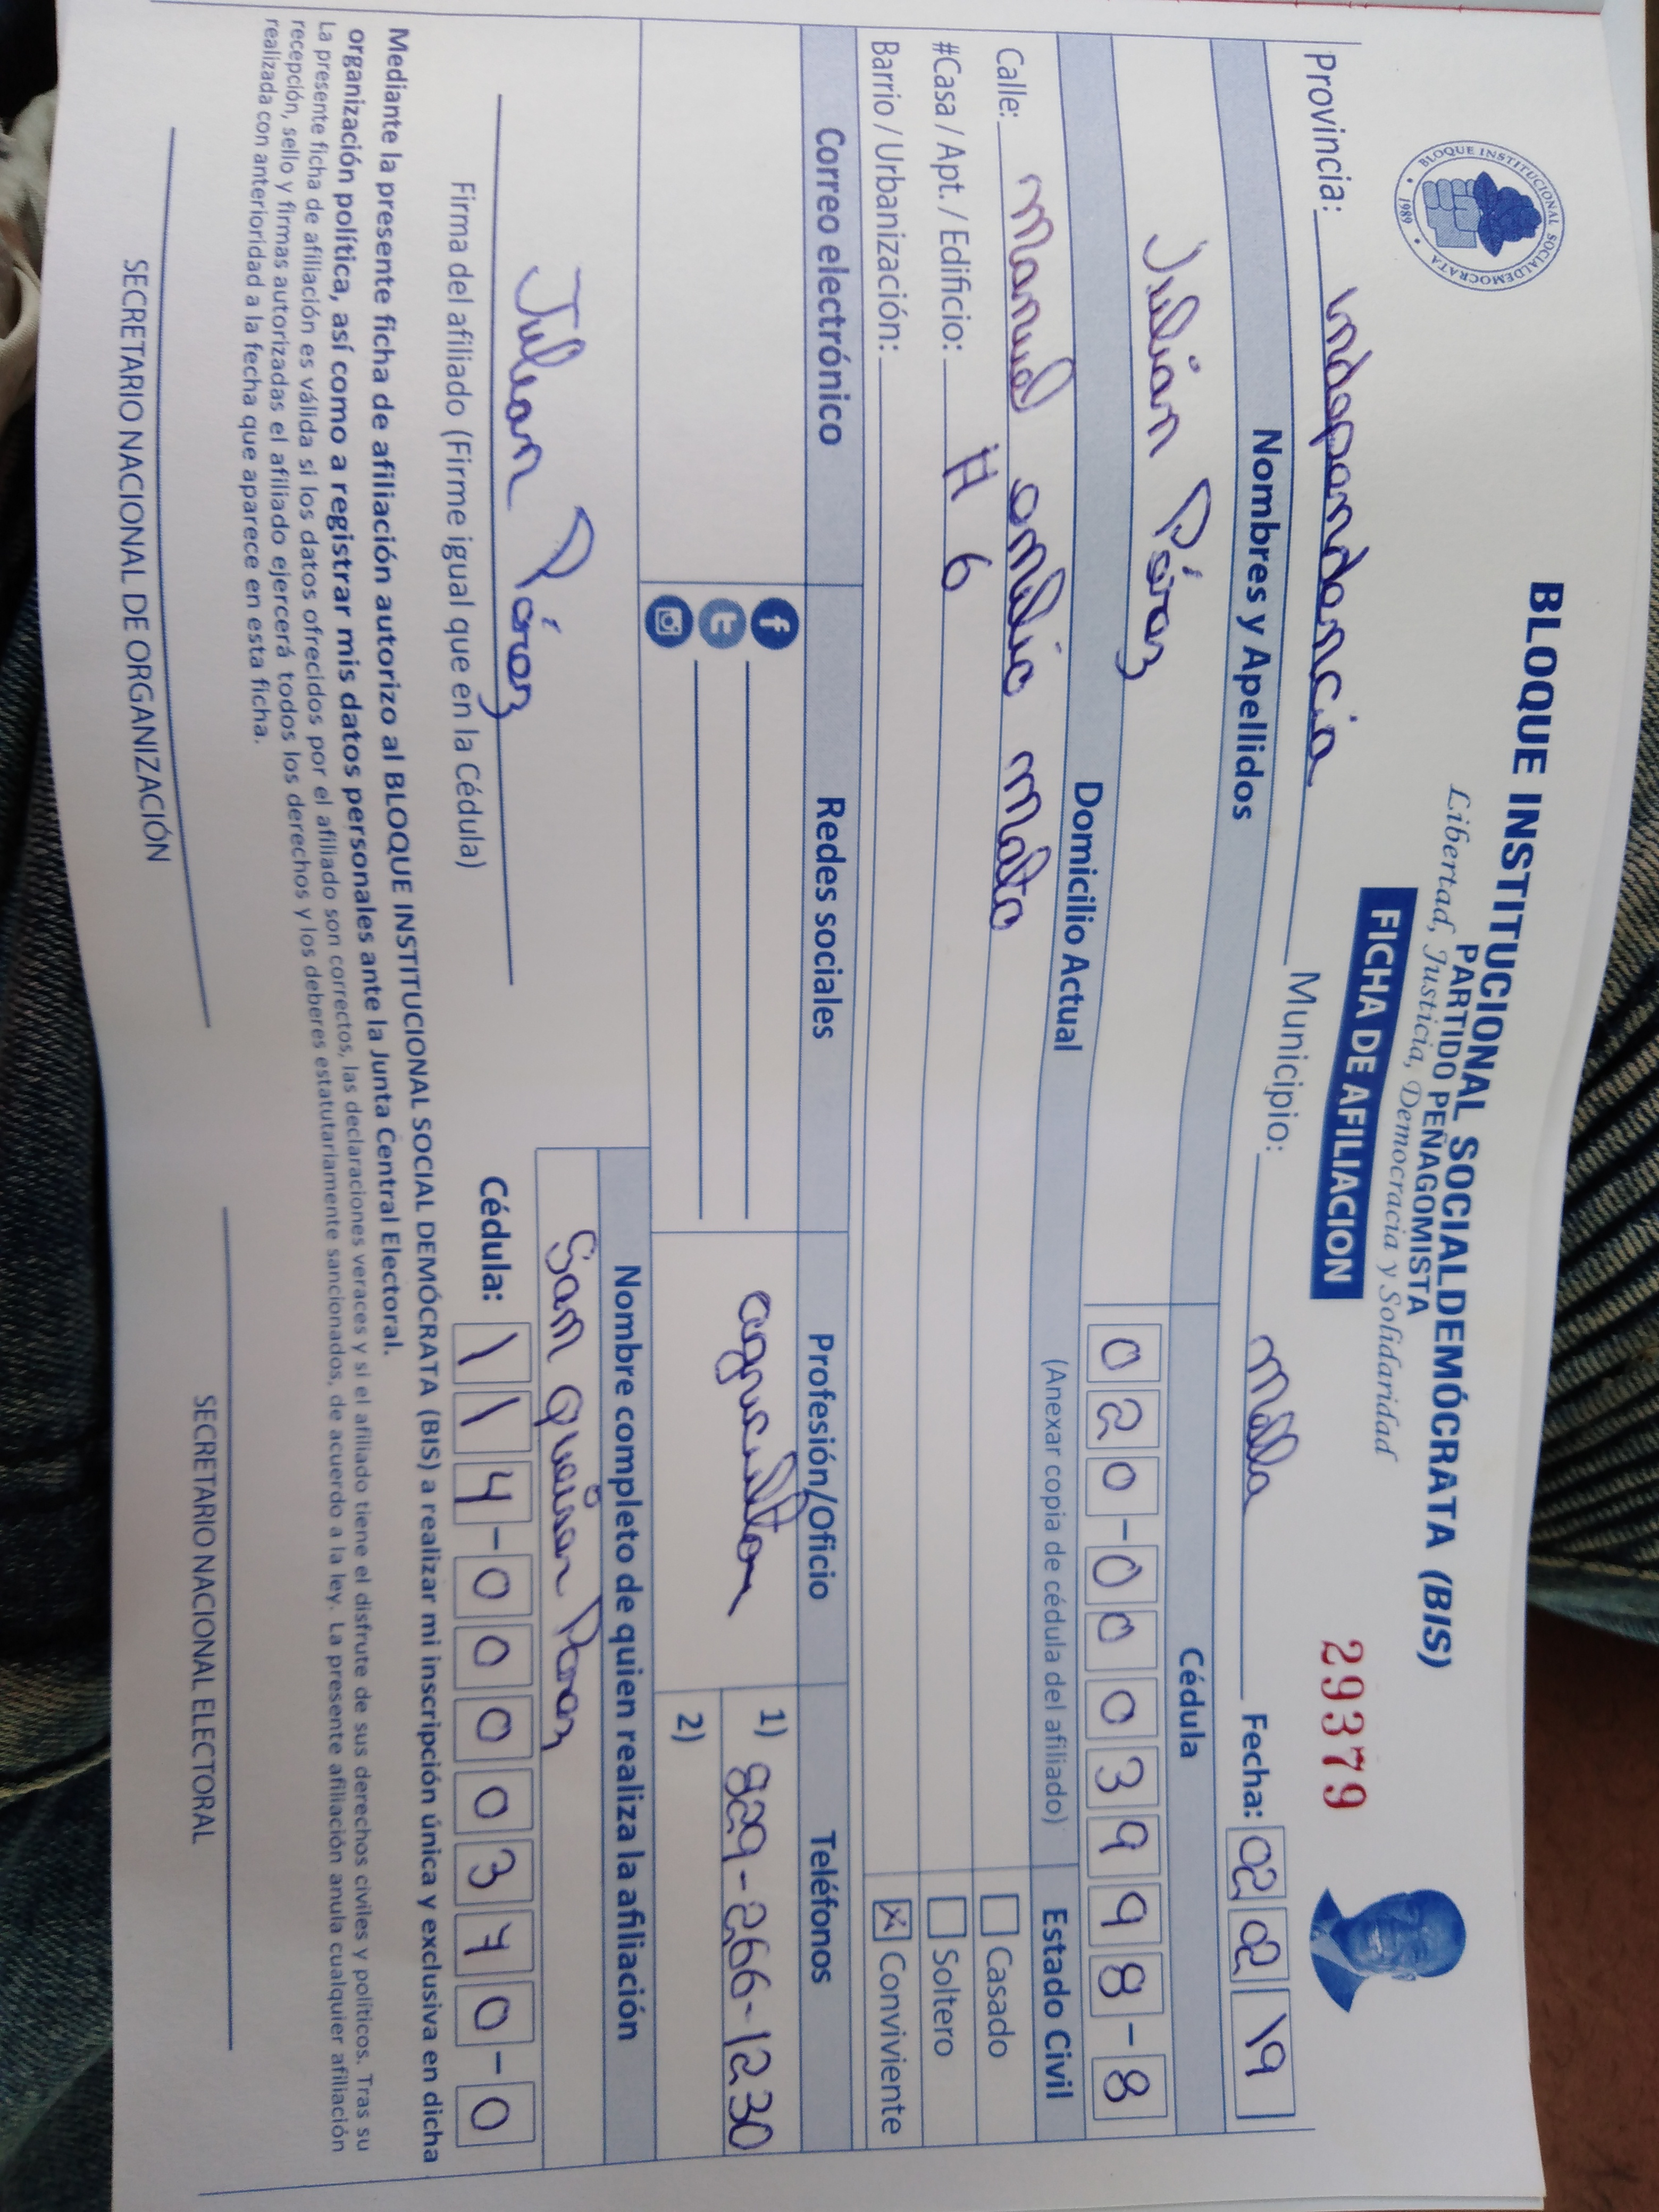 BLOQUE INSTITUCIONAL SOCIALDEMOCRATA
1989
BLOQUE INSTITUCIONAL SOCIALDEMÓCRATA (BIS)
PARTIDO PEÑAGOMISTA
Libertad, Justicia, Democracia y Solidaridad
FICHA DE AFILIACION
29379
Provincia: Independencia Municipio: Mella Fecha: 02 02 19
Nombres y Apellidos Cédula
Julian Pérez 020-0003998-8
Domicilio Actual (Anexar copia de cédula del afiliado) Estado Civil
Calle: Manuel emilio mateo Casado
#Casa / Apt. / Edificio: # 6 Soltero
Barrio / Urbanización: X Conviviente
Correo electrónico Redes sociales Profesión/Oficio Teléfonos
agricultor 1) 829-266-1230
2)
Nombre completo de quien realiza la afiliación
Julian Pérez
San Perez
Firma del afiliado (Firme igual que en la Cédula) Cédula: 114-0000340-0
Mediante la presente ficha de afiliación autorizo al BLOQUE INSTITUCIONAL SOCIAL DEMÓCRATA (BIS) a realizar mi inscripción única y exclusiva en dicha
organización política, así como a registrar mis datos personales ante la Junta Central Electoral.
La presente ficha de afiliación es válida si los datos ofrecidos por el afiliado son correctos, las declaraciones veraces y si el afiliado tiene el disfrute de sus derechos civiles y políticos. Tras su
recepción, sello y firmas autorizadas el afiliado ejercerá todos los derechos y los deberes estatutariamente sancionados, de acuerdo a la ley. La presente afiliación anula cualquier afiliación
realizada con anterioridad a la fecha que aparece en esta ficha.
SECRETARIO NACIONAL DE ORGANIZACIÓN SECRETARIO NACIONAL ELECTORAL